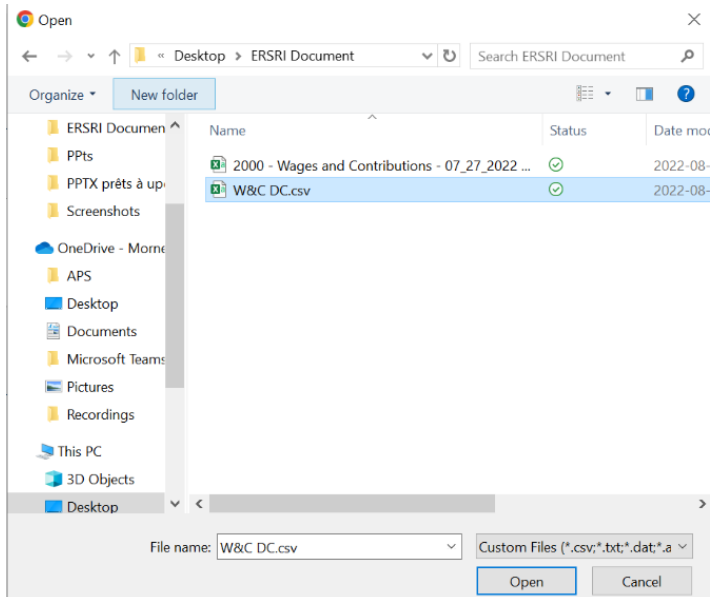 Open
« Desktop > ERSRI Document
Search ERSRI Document
Organize
New folder
Name
Status
Date mod
2000 - Wages and Contributions - 07_27_2022 ...
2022-08-
W&C DC.csv
2022-08-
ERSRI Documen
PPts
PPTX prêts à up
Screenshots
OneDrive - Morne
APS
Desktop
Documents
Microsoft Teams
Pictures
Recordings
This PC
3D Objects
Desktop
File name: W&C DC.csv
Custom Files (*.csv;*.txt;*.dat;*.a
Open
Cancel